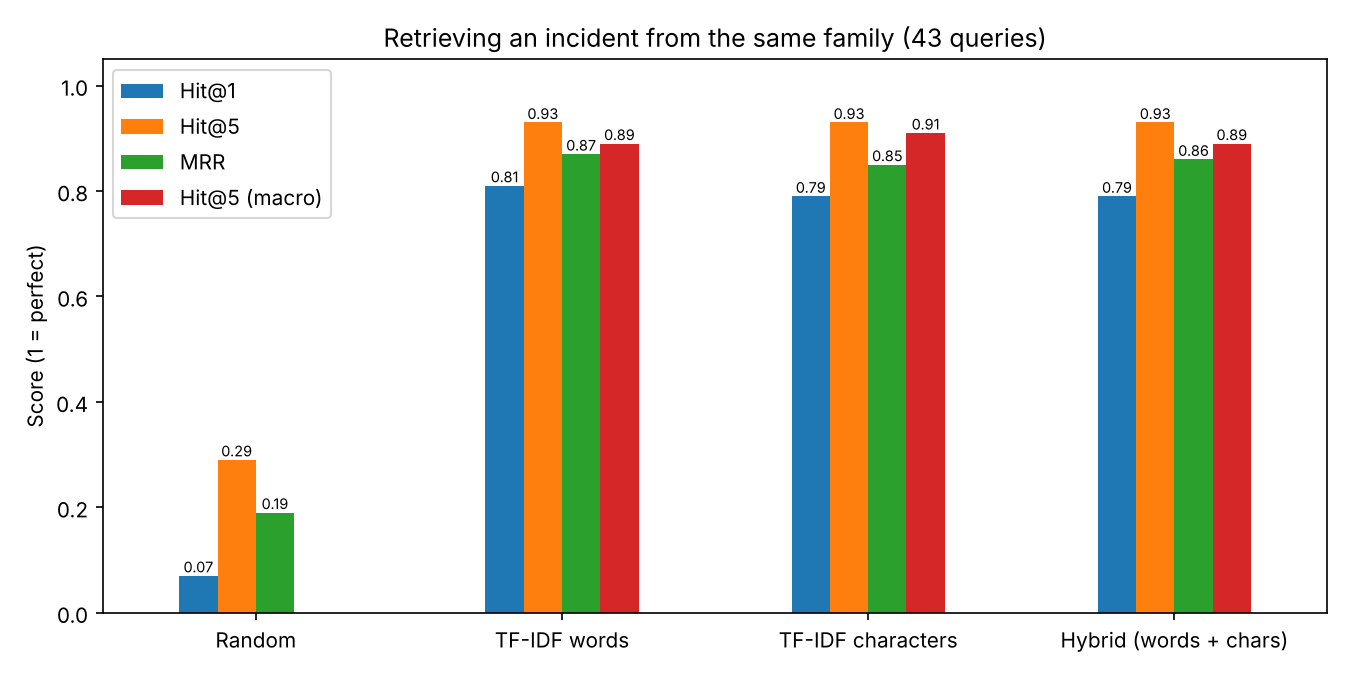 Retrieving an incident from the same family (43 queries)
Hit@1
Hit@5
MRR
Hit@5 (macro)
Score (1 = perfect)
1.0
0.8
0.6
0.4
0.2
0.0
0.07
0.29
0.19
0.81
0.93
0.87
0.89
0.79
0.93
0.85
0.91
0.79
0.93
0.86
0.89
Random
TF-IDF words
TF-IDF characters
Hybrid (words + chars)